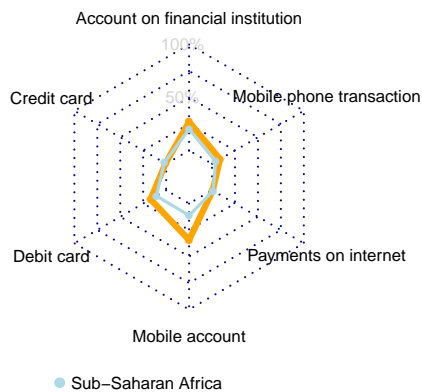 Account on financial institution
100%
Credit card
50%
Mobile phone transaction
Debit card
Payments on internet
Mobile account
Sub−Saharan Africa